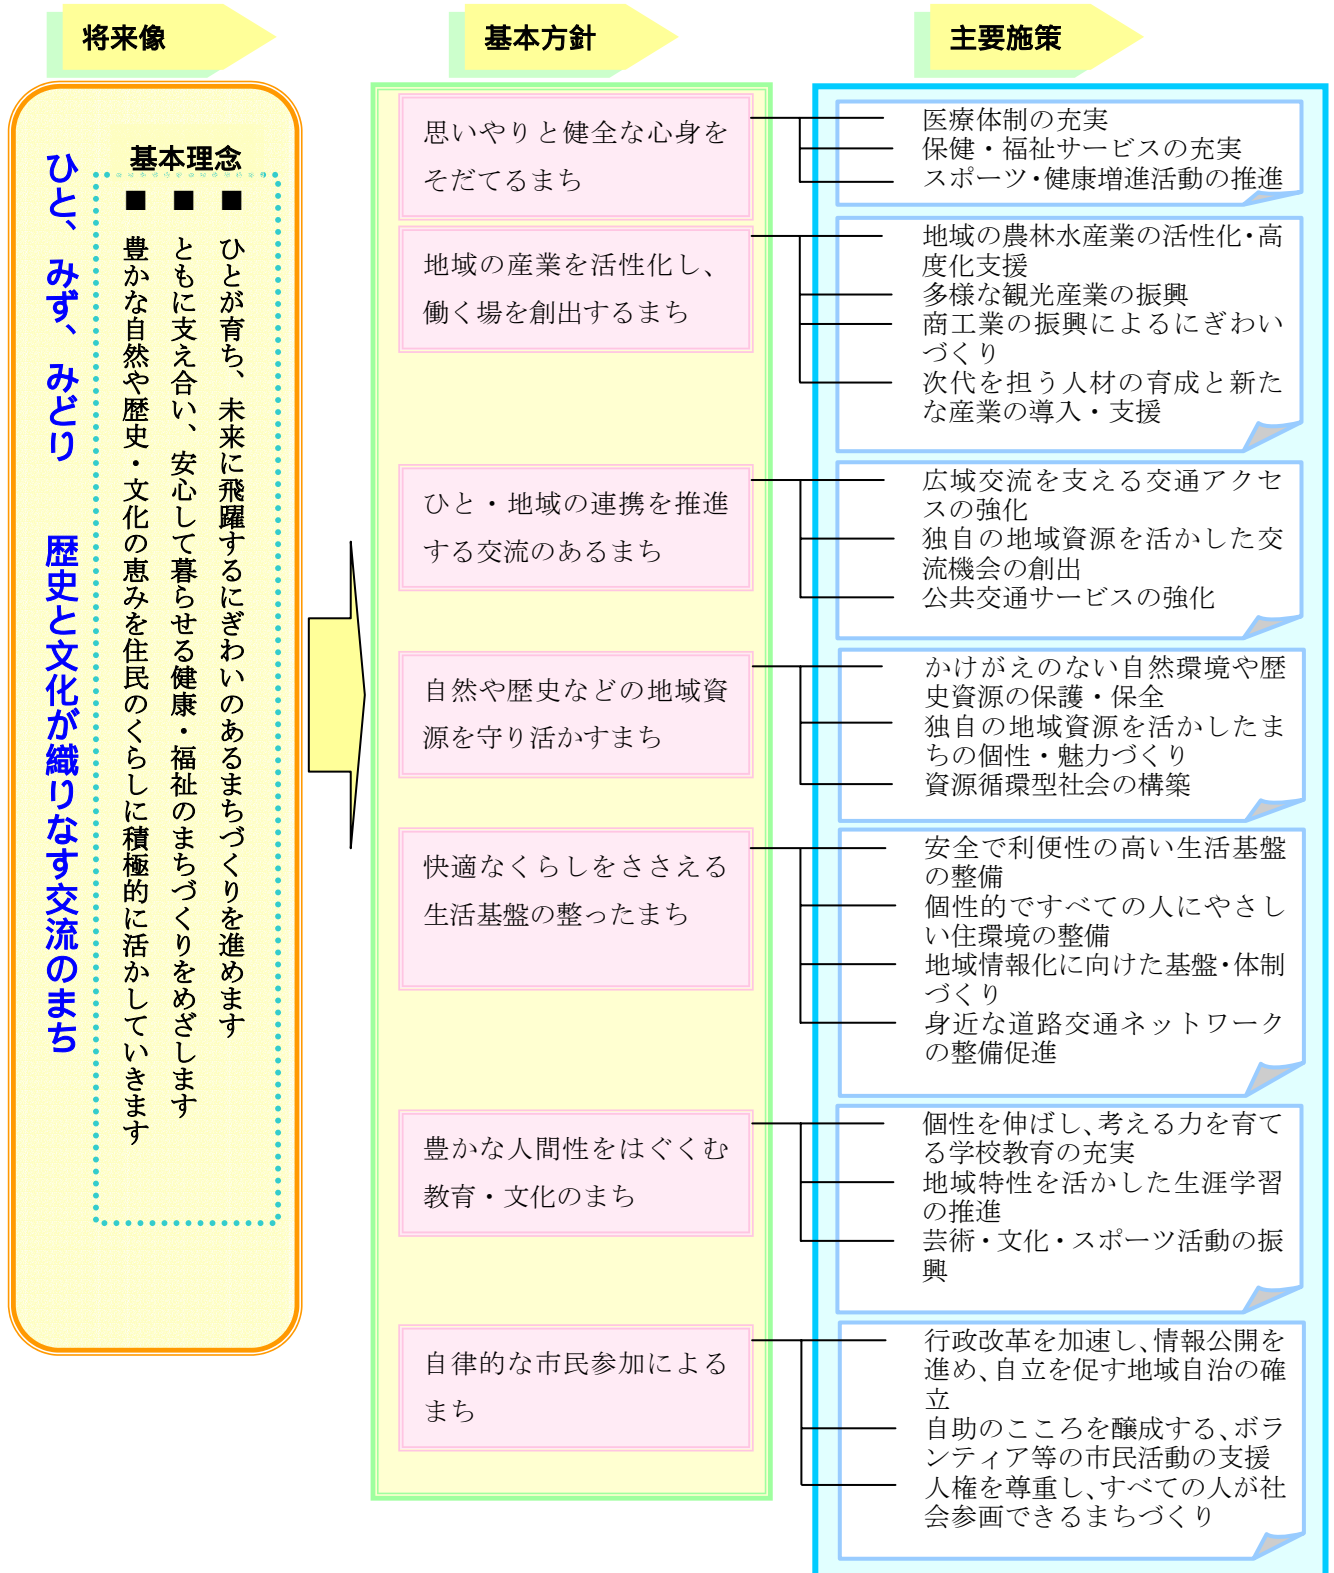 将来像
基本方針
主要施策
ひと、みず、みどり　歴史と文化が織りなす交流のまち
基本理念
■　ひとが育ち、未来に飛躍するにぎわいのあるまちづくりを進めます
■　ともに支え合い、安心して暮らせる健康・福祉のまちづくりをめざします
■　豊かな自然や歴史・文化の恵みを住民のくらしに積極的に活かしていきます
思いやりと健全な心身を
そだてるまち
医療体制の充実
保健・福祉サービスの充実
スポーツ・健康増進活動の推進
地域の産業を活性化し、
働く場を創出するまち
地域の農林水産業の活性化・高
度化支援
多様な観光産業の振興
商工業の振興によるにぎわい
づくり
次代を担う人材の育成と新た
な産業の導入・支援
ひと・地域の連携を推進
する交流のあるまち
広域交流を支える交通アクセ
スの強化
独自の地域資源を活かした交
流機会の創出
公共交通サービスの強化
自然や歴史などの地域資
源を守り活かすまち
かけがえのない自然環境や歴
史資源の保護・保全
独自の地域資源を活かしたま
ちの個性・魅力づくり
資源循環型社会の構築
快適なくらしをささえる
生活基盤の整ったまち
安全で利便性の高い生活基盤
の整備
個性的ですべての人にやさし
い住環境の整備
地域情報化に向けた基盤・体制
づくり
身近な道路交通ネットワーク
の整備促進
豊かな人間性をはぐくむ
教育・文化のまち
個性を伸ばし、考える力を育て
る学校教育の充実
地域特性を活かした生涯学習
の推進
芸術・文化・スポーツ活動の振
興
自律的な市民参加による
まち
行政改革を加速し、情報公開を
進め、自立を促す地域自治の確
立
自助のこころを醸成する、ボラ
ンティア等の市民活動の支援
人権を尊重し、すべての人が社
会参画できるまちづくり